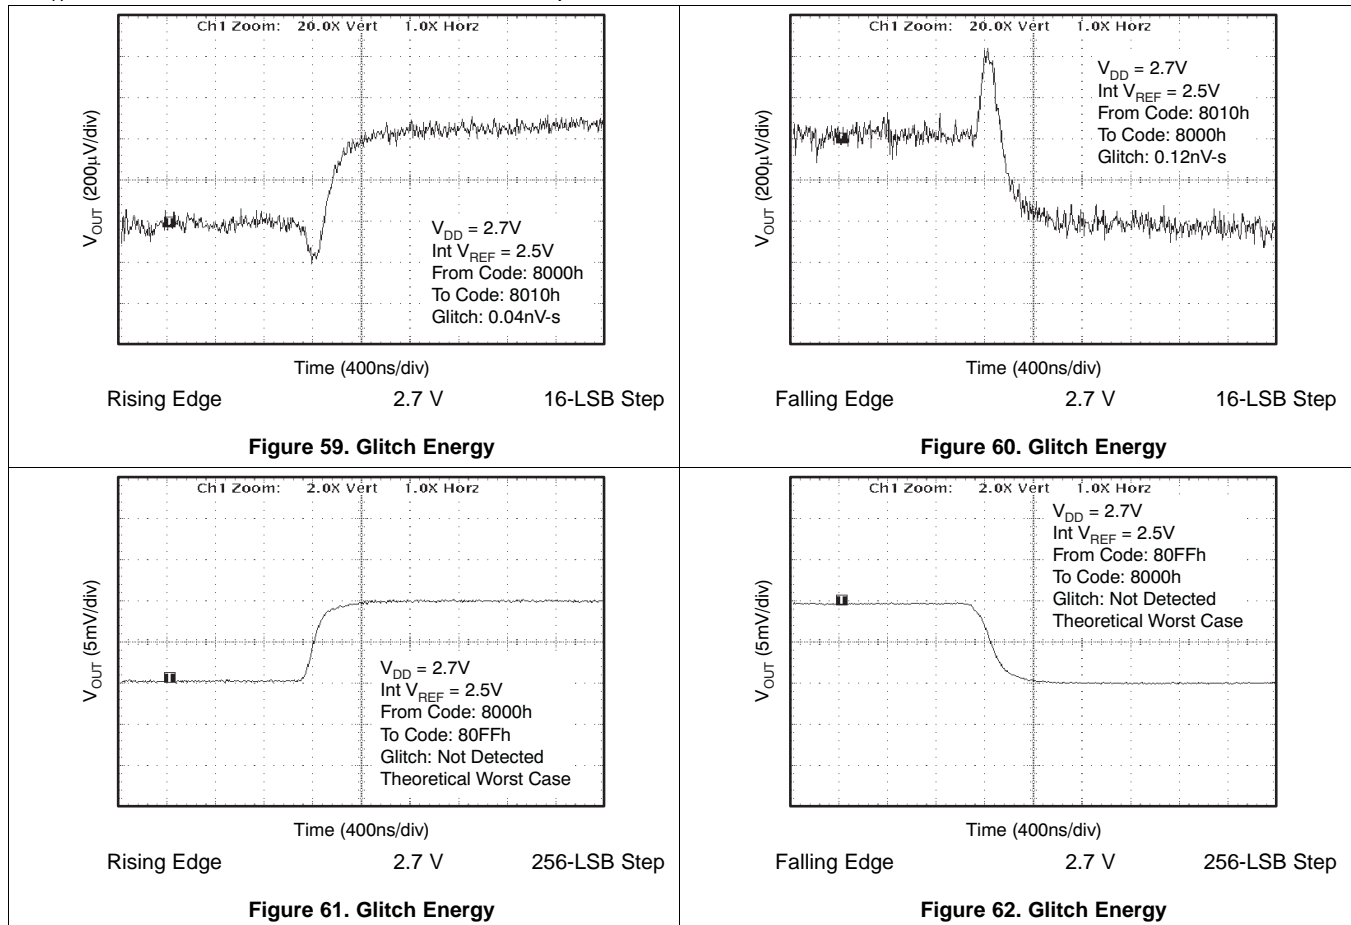 Ch1 Zoom: 20.0X Vert 1.0X Horz
VOUT (200µV/div)
VDD = 2.7V
Int VREF = 2.5V
From Code: 8000h
To Code: 8010h
Glitch: 0.04nV-s
Time (400ns/div)
Rising Edge 2.7 V 16-LSB Step
Figure 59. Glitch Energy
Ch1 Zoom: 20.0X Vert 1.0X Horz
VOUT (200µV/div)
VDD = 2.7V
Int VREF = 2.5V
From Code: 8010h
To Code: 8000h
Glitch: 0.12nV-s
Time (400ns/div)
Falling Edge 2.7 V 16-LSB Step
Figure 60. Glitch Energy
Ch1 Zoom: 2.0X Vert 1.0X Horz
VOUT (5mV/div)
T
VDD = 2.7V
Int VREF = 2.5V
From Code: 8000h
To Code: 80FFh
Glitch: Not Detected
Theoretical Worst Case
Time (400ns/div)
Rising Edge 2.7 V 256-LSB Step
Figure 61. Glitch Energy
Ch1 Zoom: 2.0X Vert 1.0X Horz
VOUT (5mV/div)
T
VDD = 2.7V
Int VREF = 2.5V
From Code: 80FFh
To Code: 8000h
Glitch: Not Detected
Theoretical Worst Case
Time (400ns/div)
Falling Edge 2.7 V 256-LSB Step
Figure 62. Glitch Energy